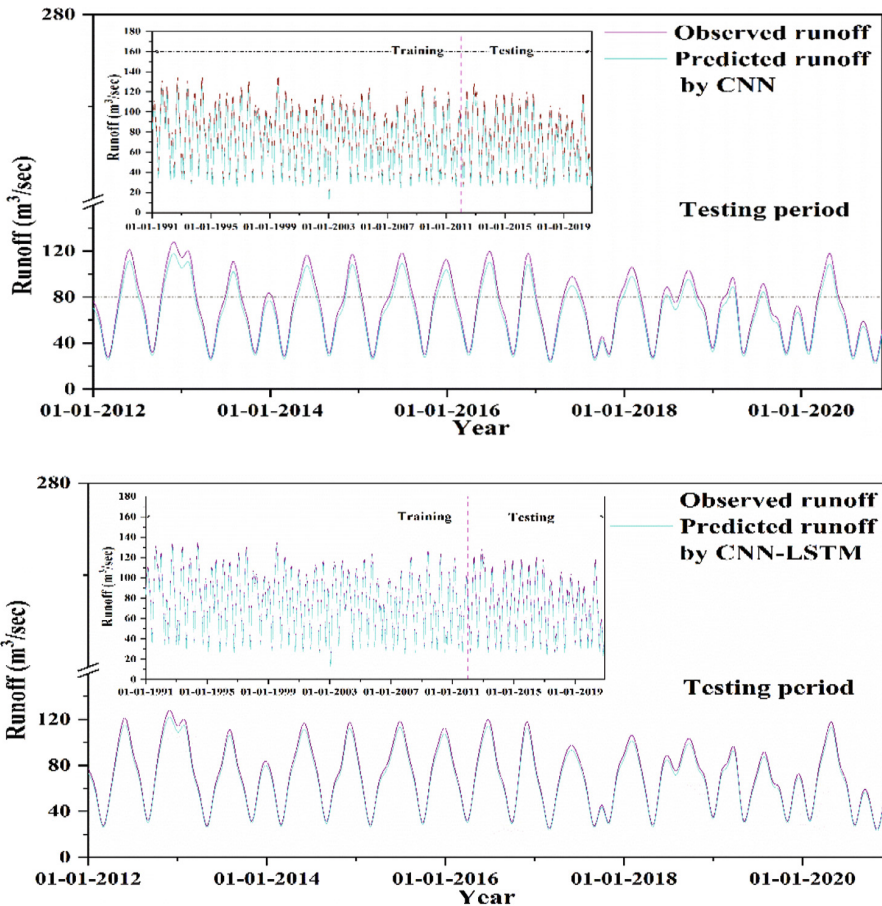 280
Observed runoff
Predicted runoff
by CNN
180
160
140
120
100
80
60
40
20
0
Runoff (m³/sec)
Training
Testing
01-01-1991 01-01-1995 01-01-1999 01-01-2003 01-01-2007 01-01-2011 01-01-2015 01-01-2019
Testing period
Runoff (m³/sec)
120
80
40
0
01-01-2012 01-01-2014 01-01-2016 01-01-2018 01-01-2020
Year
280
Observed runoff
Predicted runoff
by CNN-LSTM
180
160
140
120
100
80
60
40
20
0
Runoff (m³/sec)
Training
Testing
01-01-1991 01-01-1995 01-01-1999 01-01-2003 01-01-2007 01-01-2011 01-01-2015 01-01-2019
Testing period
Runoff (m³/sec)
120
80
40
0
01-01-2012 01-01-2014 01-01-2016 01-01-2018 01-01-2020
Year